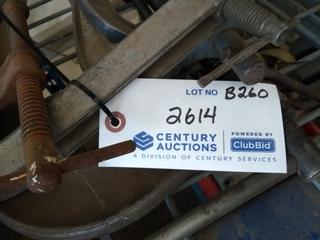 LOT NO B260
2614
CENTURY
AUCTIONS
POWERED BY
ClubBid
A DIVISION OF CENTURY SERVICES